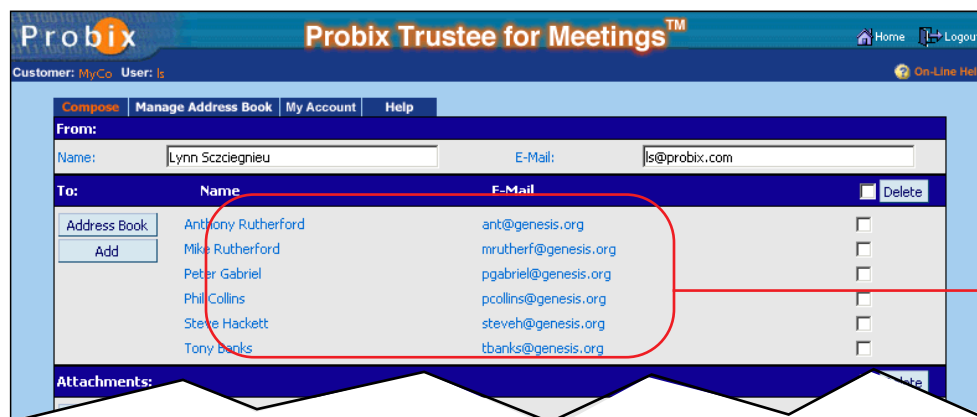 Probix
Probix Trustee for Meetings™
Home Logout
Customer: MyCo User: ls
On-Line Hel
Compose Manage Address Book My Account Help
From:
Name: Lynn Sczciegnieu E-Mail: ls@probix.com
To: Name E-Mail Delete
Address Book Anthony Rutherford ant@genesis.org
Add Mike Rutherford mrutherf@genesis.org
Peter Gabriel pgabriel@genesis.org
Phil Collins pcollins@genesis.org
Steve Hackett steveh@genesis.org
Tony Banks tbanks@genesis.org
Attachments: